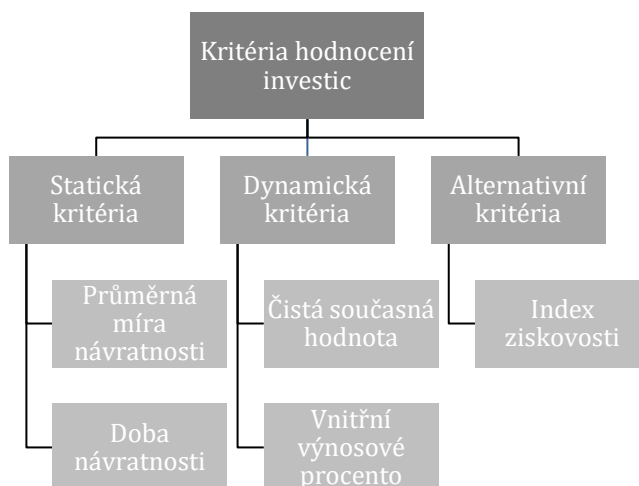 Kritéria hodnocení
investic
Statická
kritéria
Dynamická
kritéria
Alternativní
kritéria
Průměrná
míra
návratnosti
Čistá současná
hodnota
Index
ziskovosti
Doba
návratnosti
Vnitřní
výnosové
procento